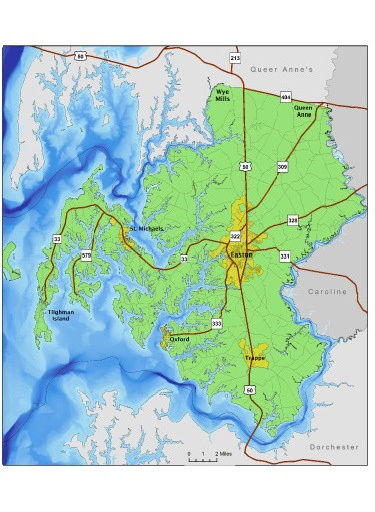 50
213
Queer Anne's
Wye
Mills
404
Queen
Anne
50
309
328
St. Michaels
322
33
Easton
331
33
579
Caroline
Tilghman
Island
333
Oxford
Trappe
50
Dorchester
0 1 2 Miles